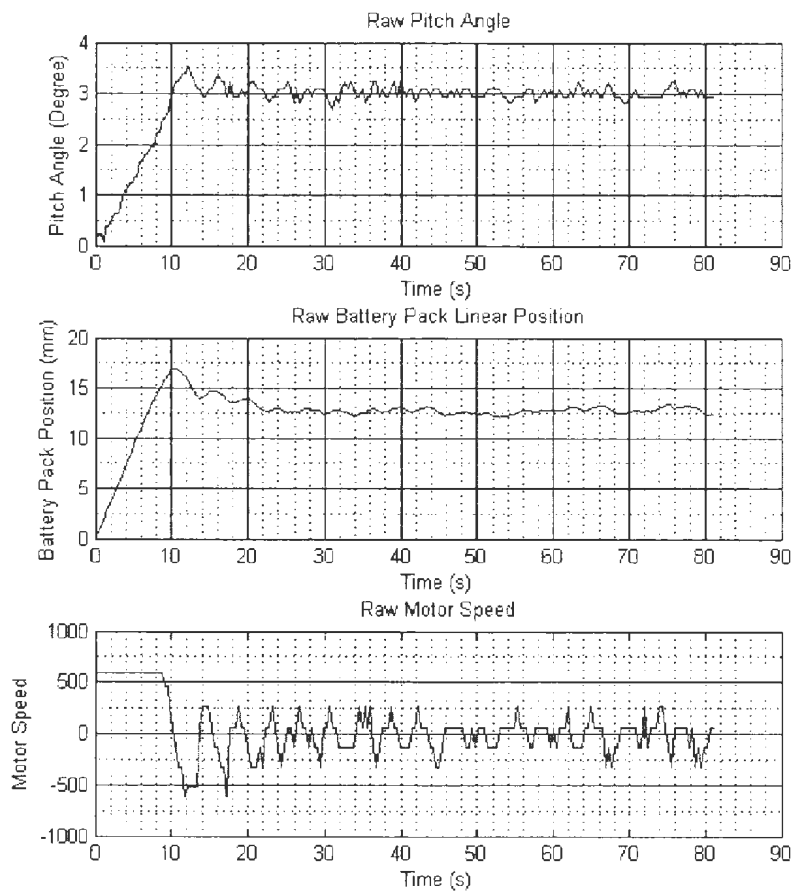 Raw Pitch Angle
Pitch Angle (Degree)
4
3
2
1
0
0 10 20 30 40 50 60 70 80 90
Time (s)
Raw Battery Pack Linear Position
Battery Pack Position (mm)
20
15
10
5
0
0 10 20 30 40 50 60 70 80 90
Time (s)
Raw Motor Speed
Motor Speed
1000
500
0
-500
-1000
0 10 20 30 40 50 60 70 80 90
Time (s)